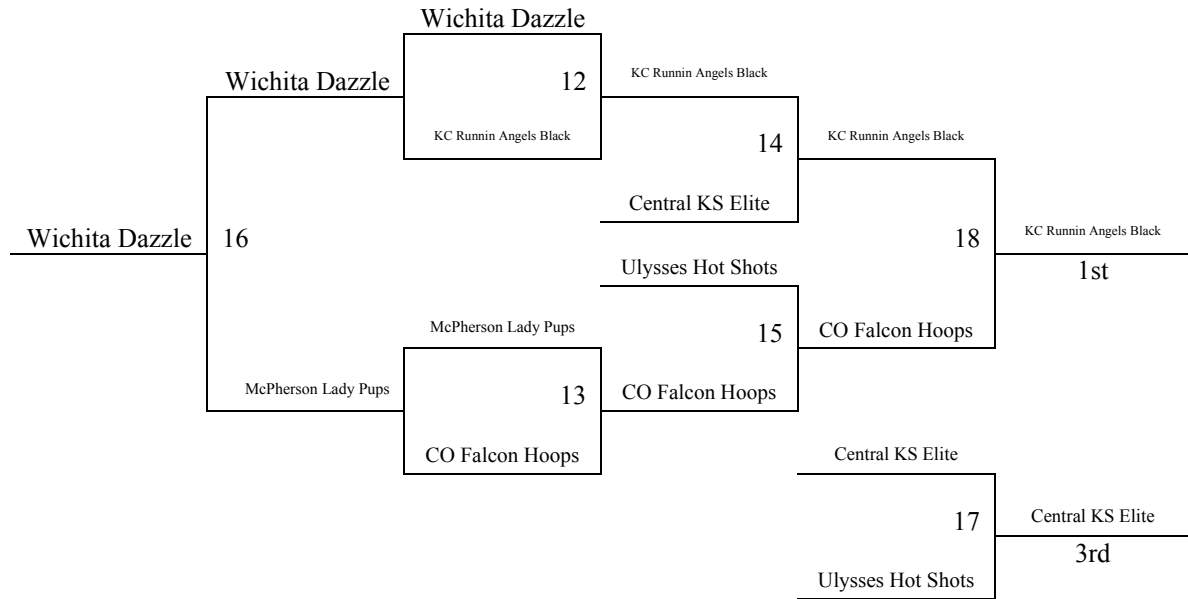 Wichita Dazzle
KC Runnin Angels Black
Wichita Dazzle
12
KC Runnin Angels Black
KC Runnin Angels Black
14
Central KS Elite
Wichita Dazzle
16
18
KC Runnin Angels Black
Ulysses Hot Shots
1st
McPherson Lady Pups
15
CO Falcon Hoops
McPherson Lady Pups
13
CO Falcon Hoops
CO Falcon Hoops
Central KS Elite
17
Central KS Elite
3rd
Ulysses Hot Shots